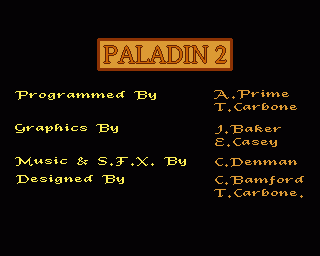 PALADIN 2
Programmed By A.Prime
T.Carbone
Graphics By J.Baker
E.Casey
Music & S.F.X. By C.Denman
Designed By C.Bamford
T.Carbone.